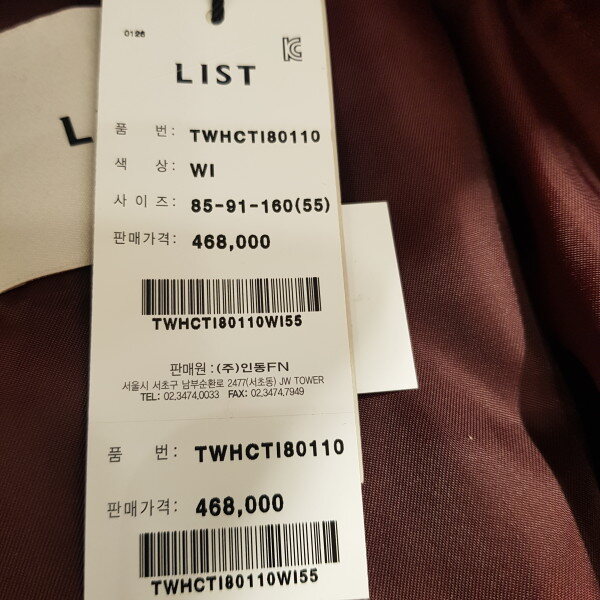 0126
LIST
L
품 번: TWHCTI80110
색 상: WI
사 이 즈: 85-91-160(55)
판매가격: 468,000
TWHCTI80110WI55
판매원 : (주)인동FN
서울시 서초구 남부순환로 2477(서초동) JW TOWER
TEL: 02.3474.0033 FAX: 02.3474.7949
품 번: TWHCTI80110
판매가격: 468,000
TWHCTI80110WI55